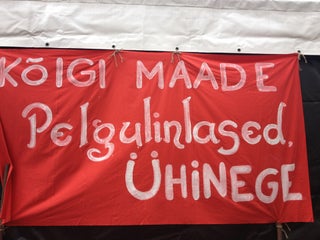 KÕIGI MAADE
Pelgulinlased,
ÜHINEGE